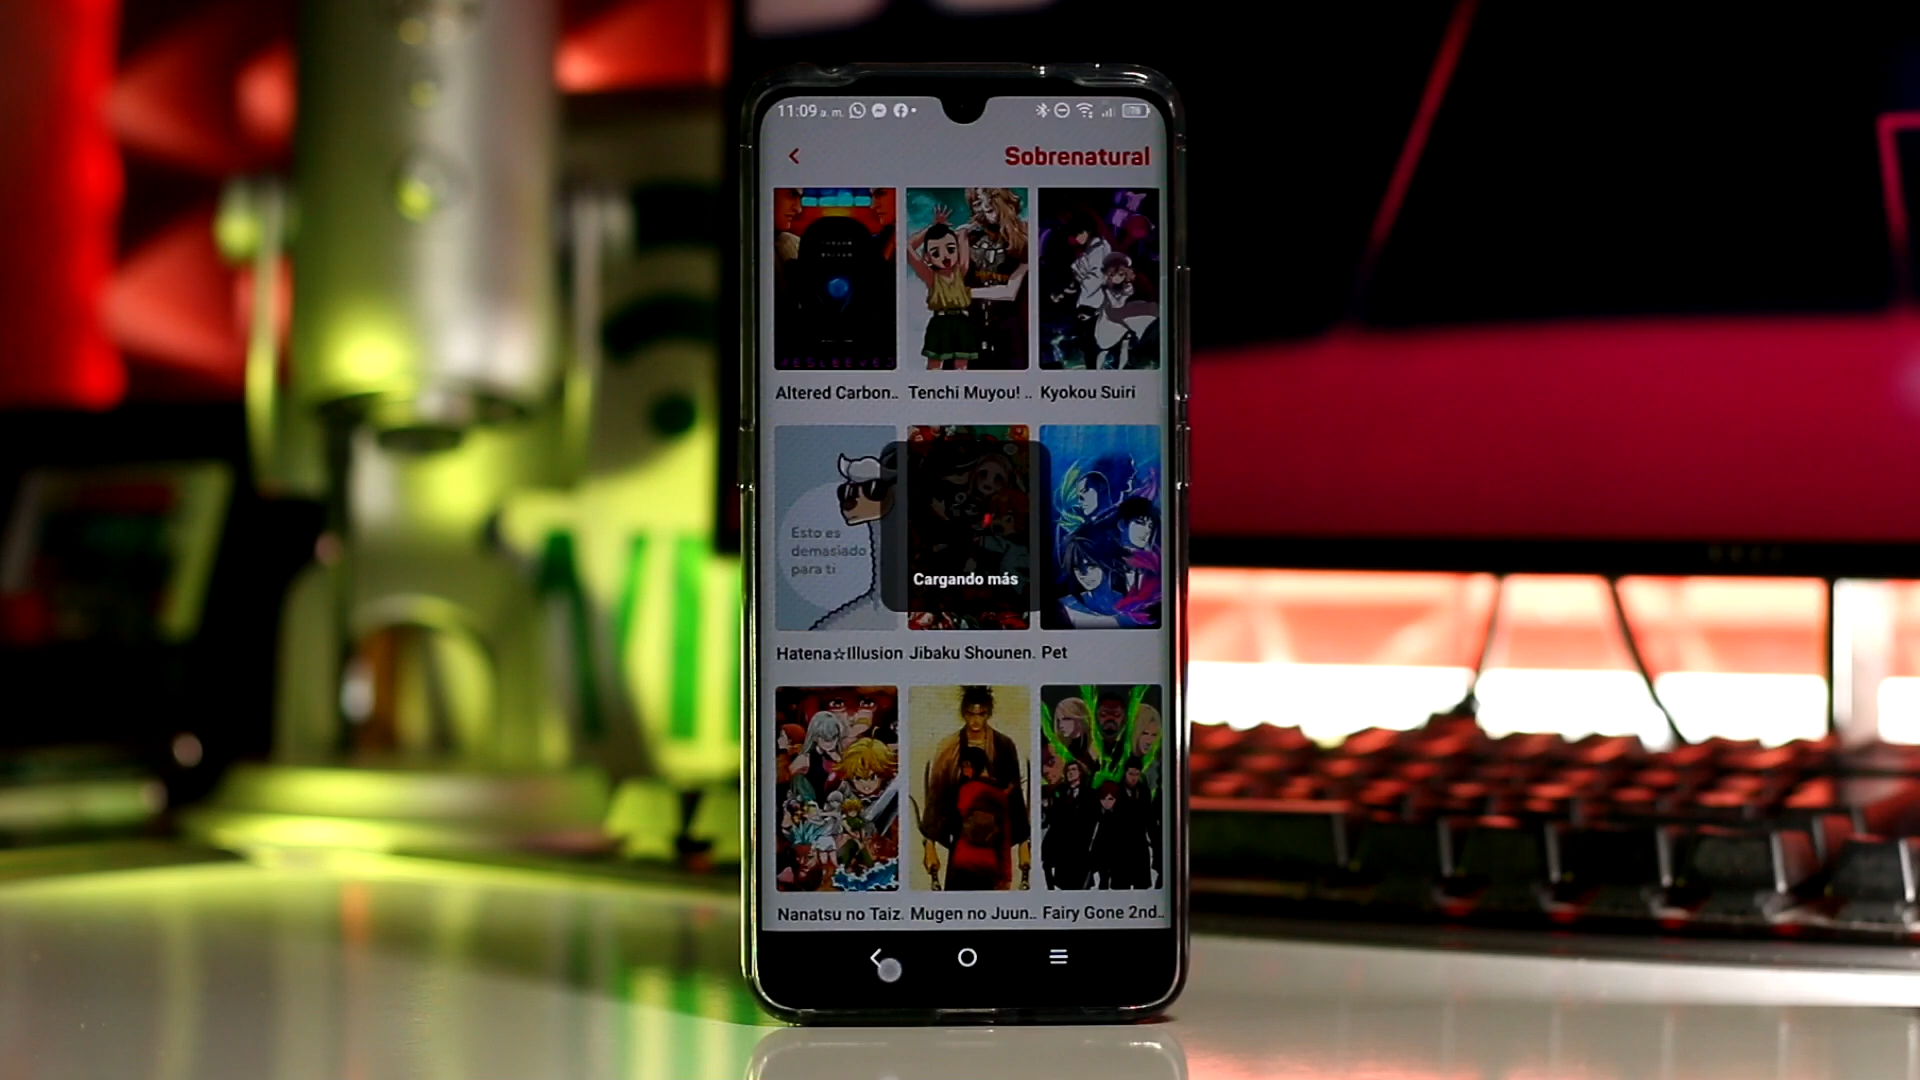 11:09 a. m.
Sobrenatural
RESLEEVED
Altered Carbon..
Tenchi Muyou! ..
Kyokou Suiri
Esto es
demasiado
para ti
Cargando más
Hatena☆Illusion
Jibaku Shounen.
Pet
Nanatsu no Taiz.
Mugen no Juun..
Fairy Gone 2nd..